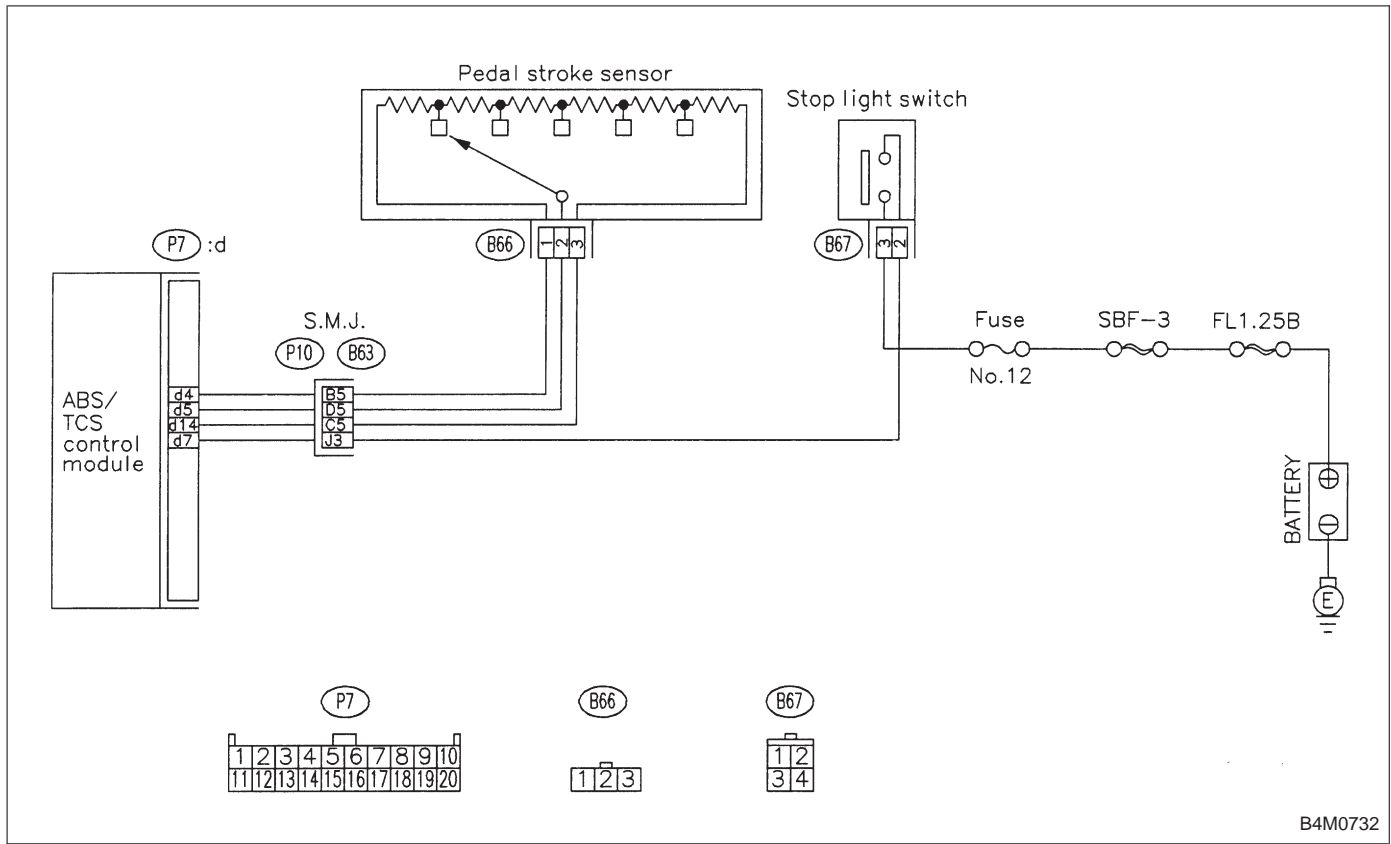 Pedal stroke sensor
Stop light switch
P7 :d
B66
1 2 3
B67
3 2
S.M.J.
P10 B63
Fuse
No.12
SBF-3
FL1.25B
ABS/
TCS
control
module
d4
d5
d14
d7
B5
D5
C5
J3
BATTERY
E
P7
1 2 3 4 5 6 7 8 9 10
11 12 13 14 15 16 17 18 19 20
B66
1 2 3
B67
1 2
3 4
B4M0732